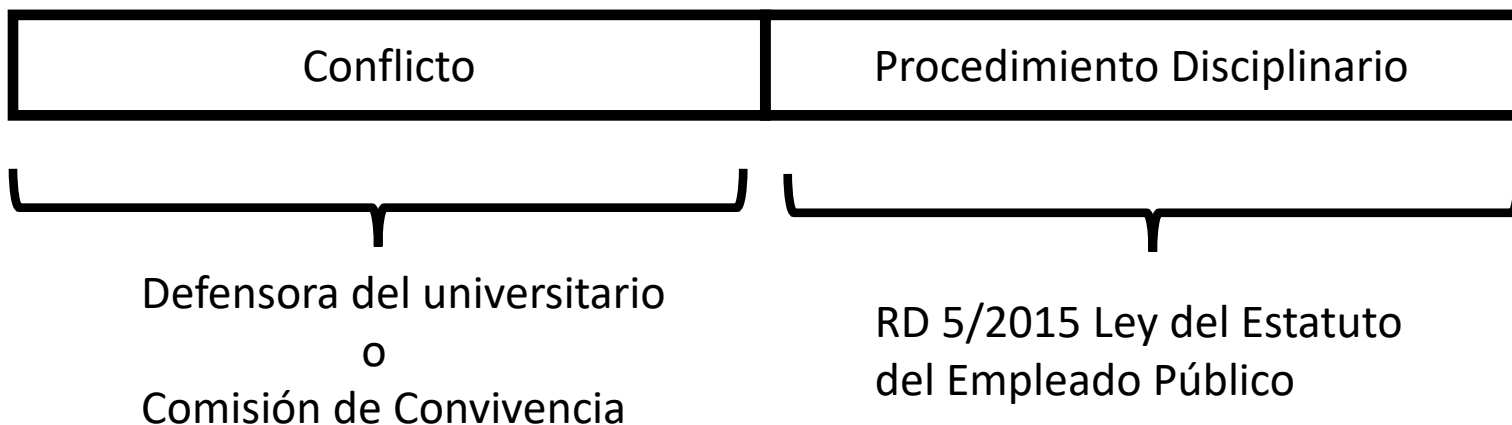 Conflicto
Procedimiento Disciplinario
Defensora del universitario
o
Comisión de Convivencia
RD 5/2015 Ley del Estatuto
del Empleado Público